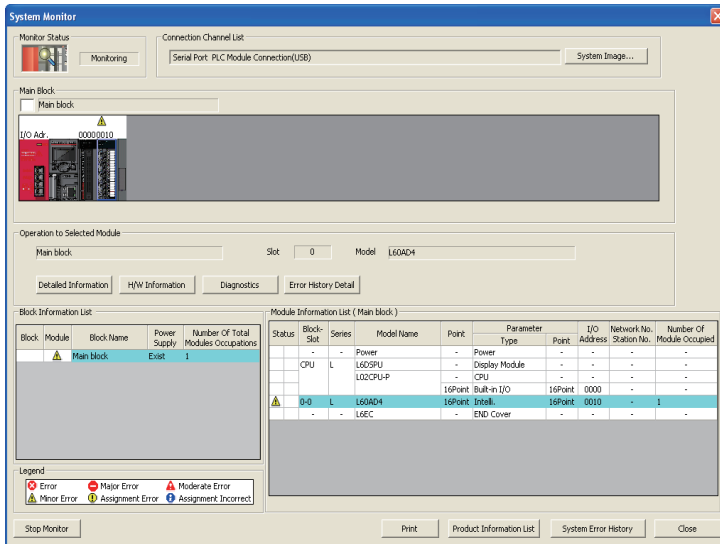 System Monitor
Monitor Status
Monitoring
Connection Channel List
Serial Port PLC Module Connection(USB)
System Image...
Main Block
Main block
I/O Adr. 00000010
Operation to Selected Module
Main block Slot 0 Model L60AD4
Detailed Information H/W Information Diagnostics Error History Detail
Block Information List
Block Module Block Name Power Supply Number Of Total Modules Occupations
Main block Exist 1
Module Information List ( Main block )
Status Block-Slot Series Model Name Point Parameter Type Point I/O Address Network No. Station No. Number Of Module Occupied
- - Power - Power - - - -
CPU L L6DSPU - Display Module - - - -
L02CPU-P - CPU - - - -
16Point Built-in I/O 16Point 0000 - -
0-0 L L60AD4 16Point Intelli. 16Point 0010 - 1
- - L6EC - END Cover - - - -
Legend
Error Major Error Moderate Error
Minor Error Assignment Error Assignment Incorrect
Stop Monitor Print Product Information List System Error History Close